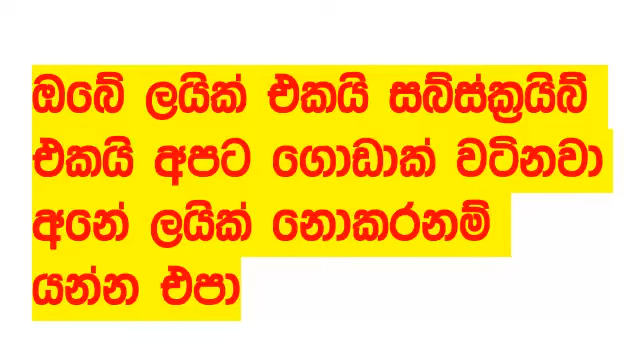 ඔබේ ලයික් එකයි සබ්ස්ක්‍රයිබ්
එකයි අපට ගොඩාක් වටිනවා
අනේ ලයික් නොකරනම්
යන්න එපා